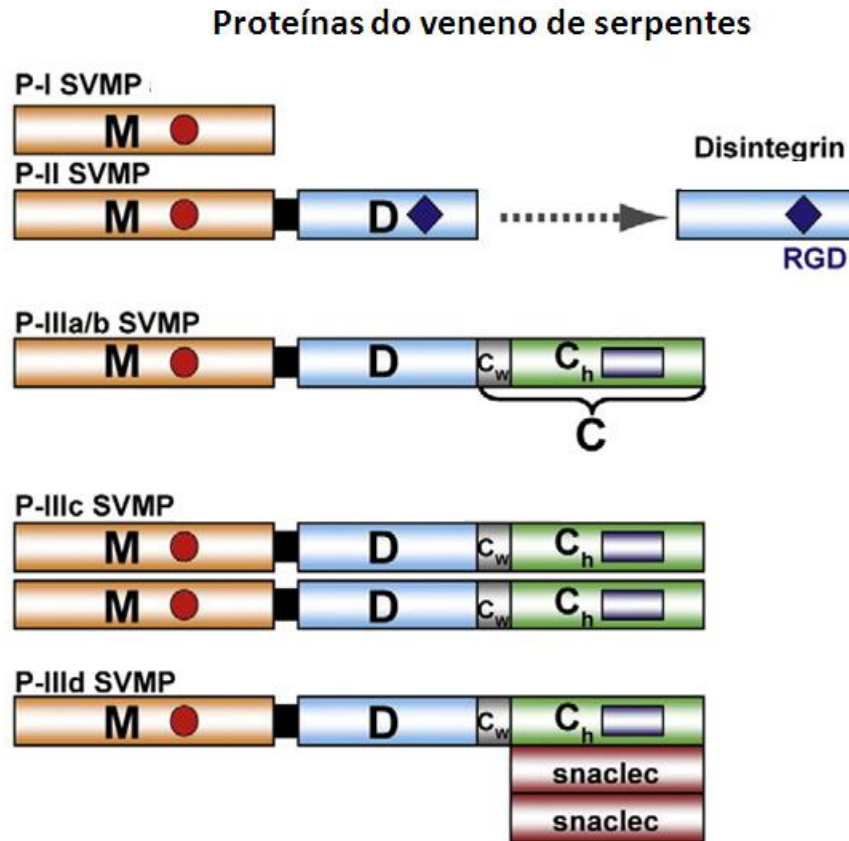 Proteínas do veneno de serpentes
P-I SVMP
M
P-II SVMP
Disintegrin
M D
RGD
P-IIIa/b SVMP
M D Cw Ch
C
P-IIIc SVMP
M D Cw Ch
M D Cw Ch
P-IIId SVMP
M D Cw Ch
snaclec
snaclec